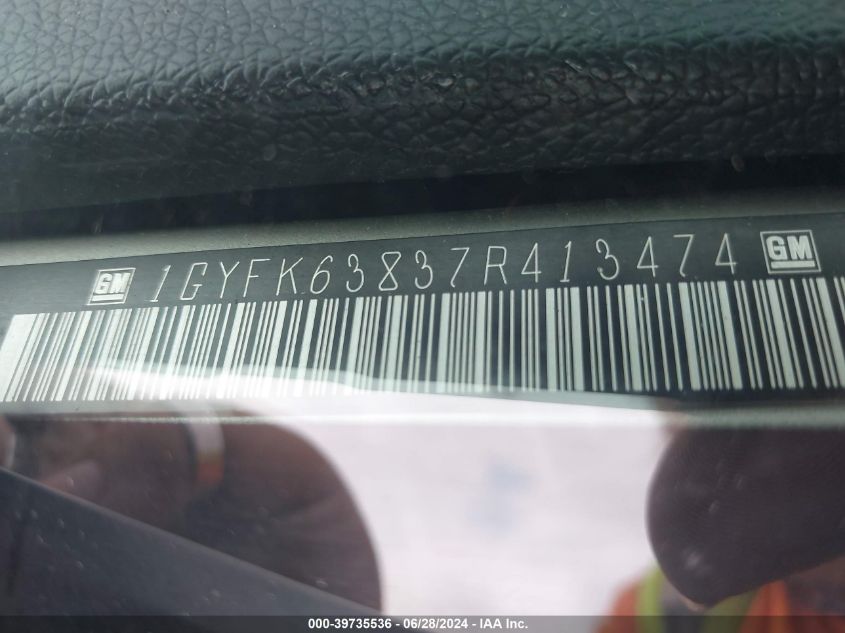 GM 1GYFK63837R413474 GM
000-39735536 / 06/28/2024 - IAA Inc.